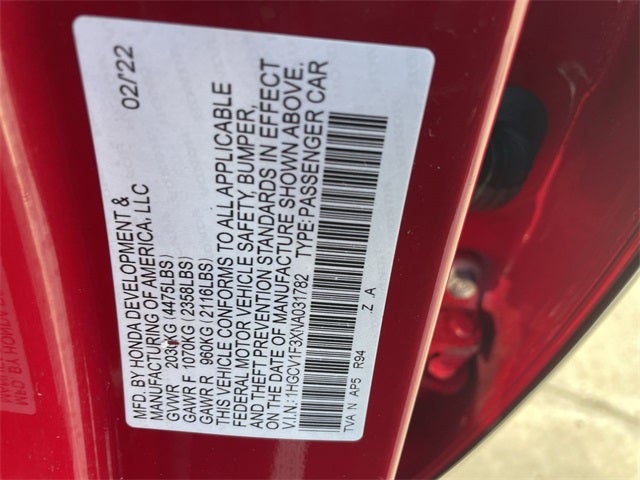 MFD. BY HONDA DEVELOPMENT & 02/22
MANUFACTURING OF AMERICA, LLC
GVWR 2030KG (4475LBS)
GAWR F 1070KG (2358LBS)
GAWR R 960KG (2118LBS)
THIS VEHICLE CONFORMS TO ALL APPLICABLE
FEDERAL MOTOR VEHICLE SAFETY, BUMPER,
AND THEFT PREVENTION STANDARDS IN EFFECT
ON THE DATE OF MANUFACTURE SHOWN ABOVE.
V.I.N.: 1HGCV1F3XNA031782 TYPE:PASSENGER CAR
TVA N AP5 R94 .Z .A